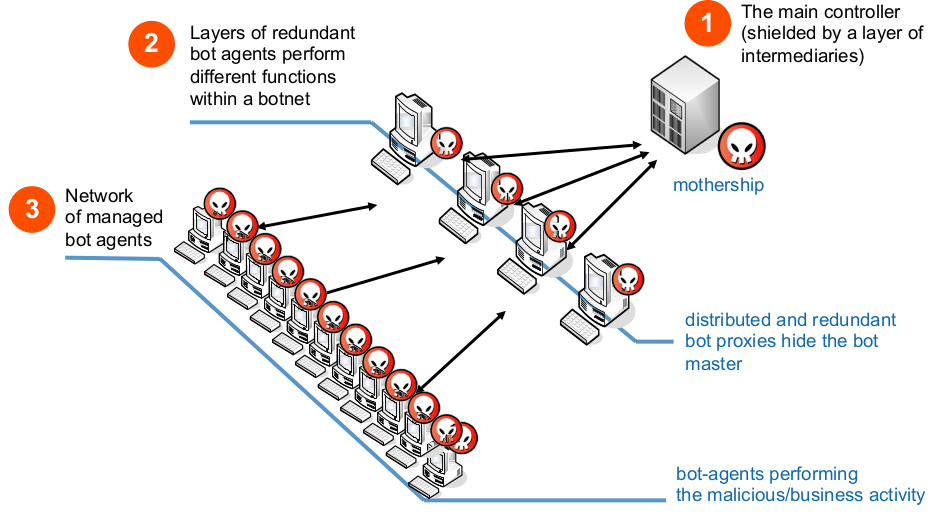 1
The main controller
(shielded by a layer of
intermediaries)
mothership
2
Layers of redundant
bot agents perform
different functions
within a botnet
3
Network
of managed
bot agents
distributed and redundant
bot proxies hide the bot
master
bot-agents performing
the malicious/business activity